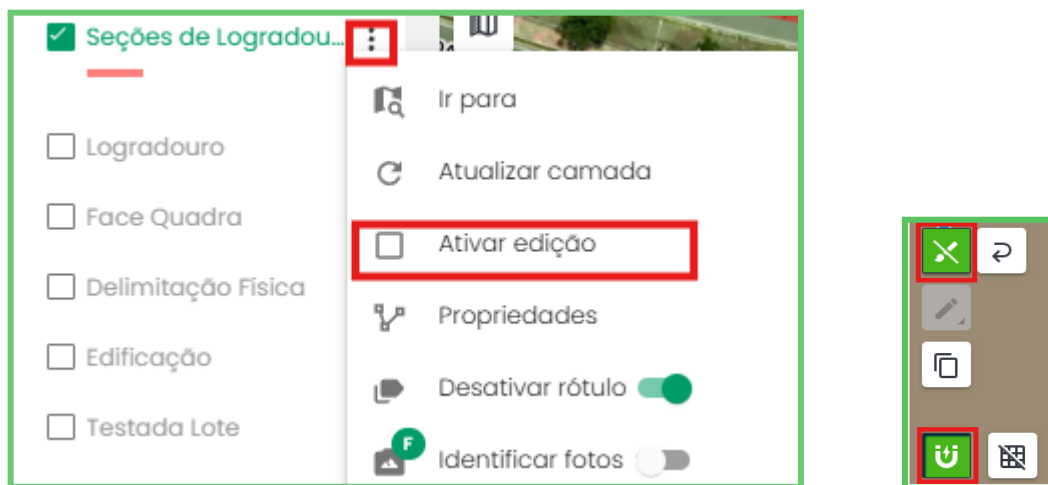 Seções de Logradou...
Ir para
Logradouro
Atualizar camada
Face Quadra
Ativar edição
Delimitação Física
Propriedades
Edificação
Desativar rótulo
Testada Lote
F
Identificar fotos